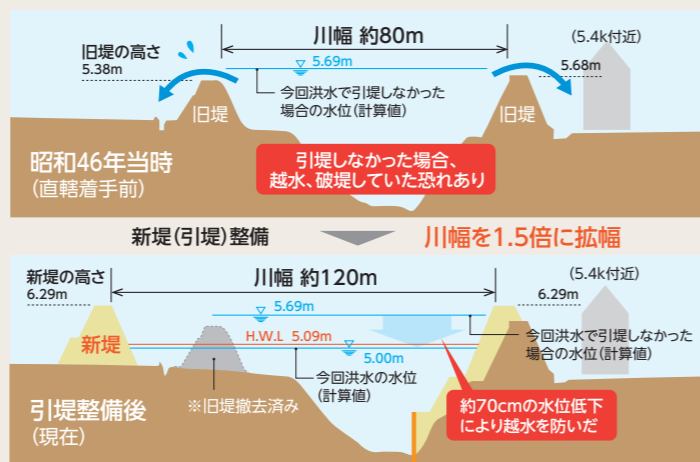 川幅 約80m
(5.4k付近)
旧堤の高さ
5.38m
5.69m
5.68m
今回洪水で引堤しなかった
場合の水位(計算値)
旧堤
旧堤
昭和46年当時
(直轄着手前)
引堤しなかった場合、
越水、破堤していた恐れあり
新堤(引堤)整備
川幅を1.5倍に拡幅
新堤の高さ
6.29m
川幅 約120m
(5.4k付近)
6.29m
5.69m
新堤
H.W.L 5.09m
5.00m
今回洪水で引堤しなかった
場合の水位(計算値)
今回洪水の水位
(計算値)
※旧堤撤去済み
引堤整備後
(現在)
約70cmの水位低下
により越水を防いだ